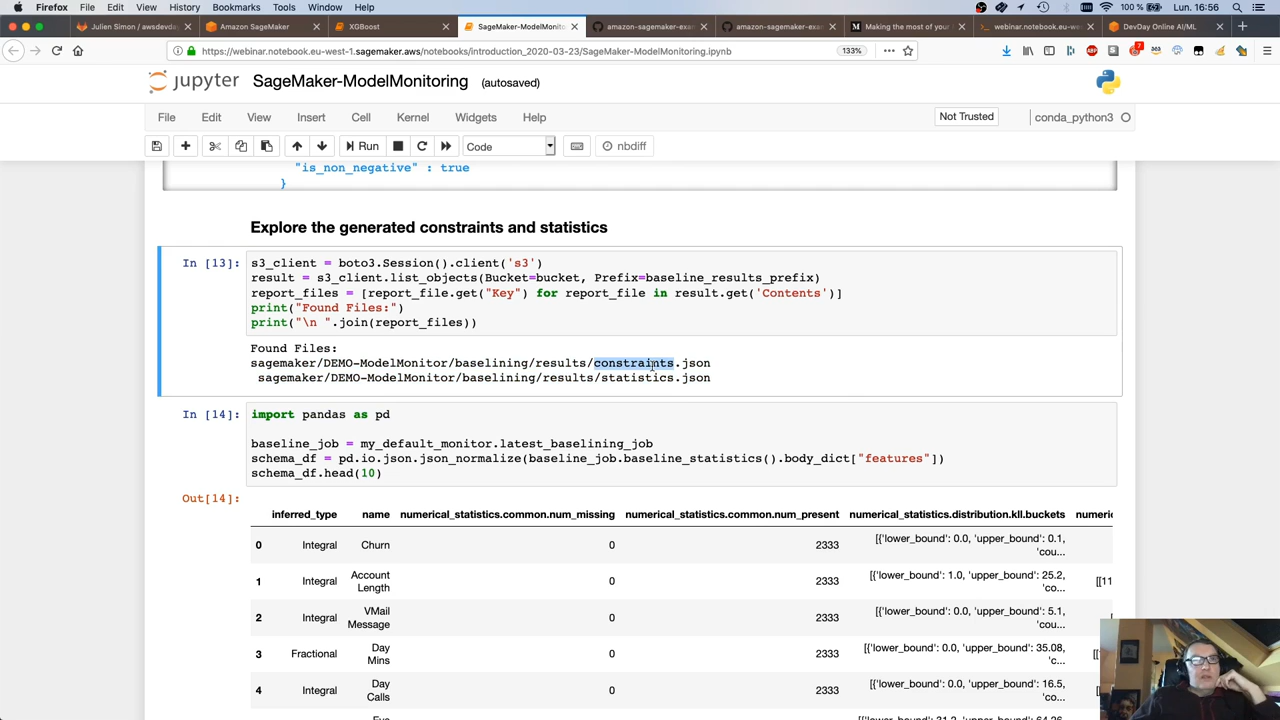 Firefox File Edit View History Bookmarks Tools Window Help
Lun. 16:56
Julien Simon / awsdevdos
Amazon SageMaker
XGBoost
SageMaker-ModelMonito
amazon-sagemaker-exa
amazon-sagemaker-exa
Making the most of your
webinar.notebook.eu-west
DevDay Online AI/ML
https://webinar.notebook.eu-west-1.sagemaker.aws/notebooks/introduction_2020-03-23/SageMaker-ModelMonitoring.ipynb
133%
jupyter SageMaker-ModelMonitoring (autosaved)
File Edit View Insert Cell Kernel Widgets Help
Not Trusted
conda_python3
Run
Code
nbdiff
"is_non_negative" : true
}
Explore the generated constraints and statistics
In [13]:
s3_client = boto3.Session().client('s3')
result = s3_client.list_objects(Bucket=bucket, Prefix=baseline_results_prefix)
report_files = [report_file.get("Key") for report_file in result.get('Contents')]
print("Found Files:")
print("\n ".join(report_files))
Found Files:
sagemaker/DEMO-ModelMonitor/baselining/results/constraints.json
sagemaker/DEMO-ModelMonitor/baselining/results/statistics.json
In [14]:
import pandas as pd
baseline_job = my_default_monitor.latest_baselining_job
schema_df = pd.io.json.json_normalize(baseline_job.baseline_statistics().body_dict["features"])
schema_df.head(10)
Out[14]:
inferred_type name numerical_statistics.common.num_missing numerical_statistics.common.num_present numerical_statistics.distribution.kll.buckets numeric
0 Integral Churn 0 2333 [{'lower_bound': 0.0, 'upper_bound': 0.1, 'cou...
1 Integral Account Length 0 2333 [{'lower_bound': 1.0, 'upper_bound': 25.2, 'co... [[11
2 Integral VMail Message 0 2333 [{'lower_bound': 0.0, 'upper_bound': 5.1, 'cou...
3 Fractional Day Mins 0 2333 [{'lower_bound': 0.0, 'upper_bound': 35.08, 'c...
4 Integral Day Calls 0 2333 [{'lower_bound': 0.0, 'upper_bound': 16.5, 'cou...